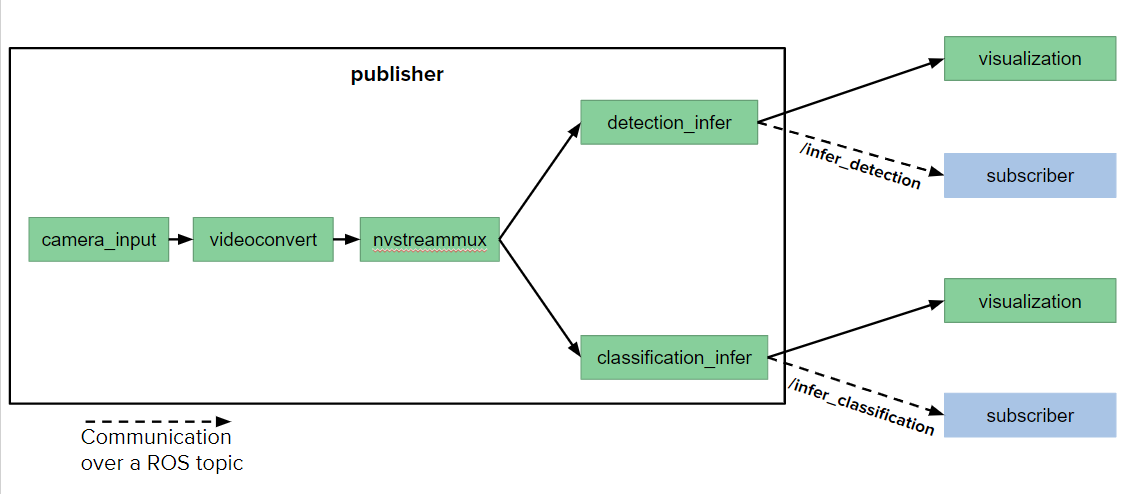 publisher
visualization
detection_infer
/infer_detection
subscriber
camera_input
videoconvert
nvstreammux
visualization
classification_infer
/infer_classification
subscriber
Communication
over a ROS topic